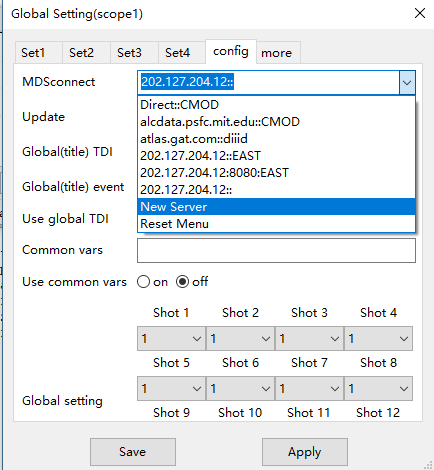 Global Setting(scope1)
Set1 Set2 Set3 Set4 config more
MDSconnect 202.127.204.12::
Direct::CMOD
Update
alcdata.psfc.mit.edu::CMOD
atlas.gat.com::diiid
Global(title) TDI
202.127.204.12::EAST
202.127.204.12:8080:EAST
Global(title) event
202.127.204.12::
New Server
Use global TDI
Reset Menu
Common vars
Use common vars on off
Shot 1 Shot 2 Shot 3 Shot 4
1 1 1 1
Shot 5 Shot 6 Shot 7 Shot 8
Global setting
1 1 1 1
Shot 9 Shot 10 Shot 11 Shot 12
Save Apply